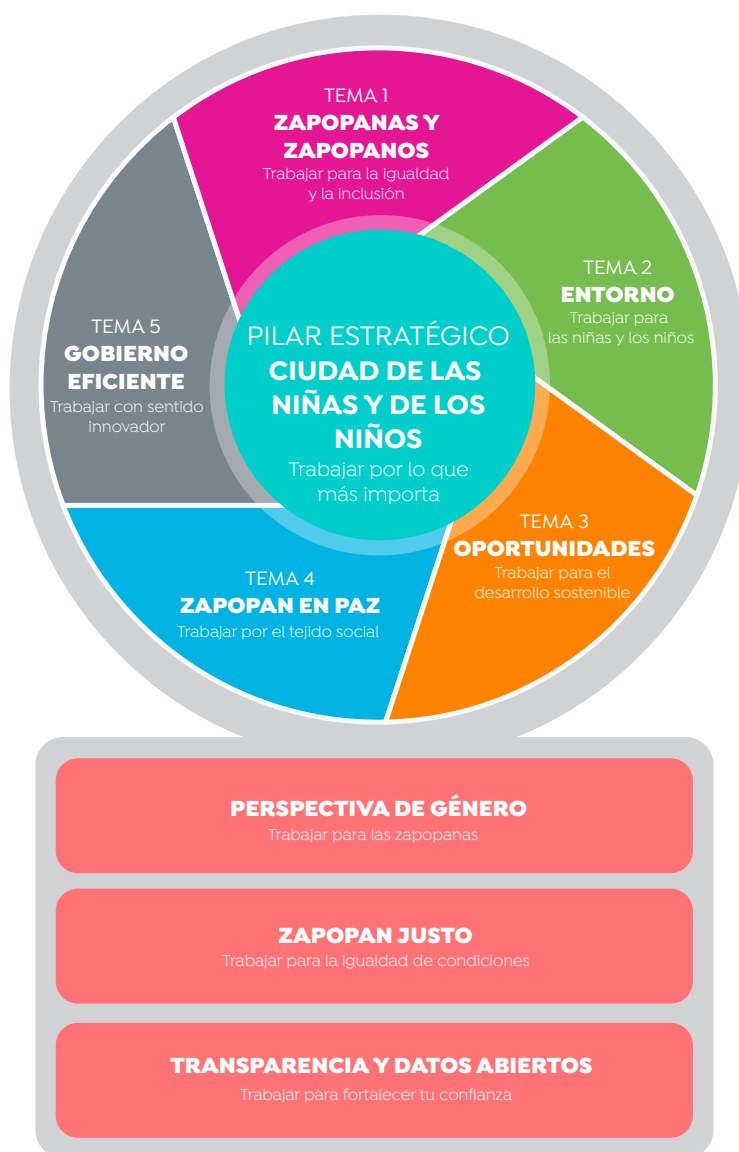 TEMA 1
ZAPOPANAS Y
ZAPOPANOS
Trabajar para la igualdad
y la inclusión
TEMA 2
ENTORNO
Trabajar para
las niñas y los niños
TEMA 5
GOBIERNO
EFICIENTE
Trabajar con sentido
innovador
PILAR ESTRATÉGICO
CIUDAD DE LAS
NIÑAS Y DE LOS
NIÑOS
Trabajar por lo que
más importa
TEMA 3
OPORTUNIDADES
Trabajar para el
desarrollo sostenible
TEMA 4
ZAPOPAN EN PAZ
Trabajar por el tejido social
PERSPECTIVA DE GÉNERO
Trabajar para las zapopanas
ZAPOPAN JUSTO
Trabajar para la igualdad de condiciones
TRANSPARENCIA Y DATOS ABIERTOS
Trabajar para fortalecer tu confianza